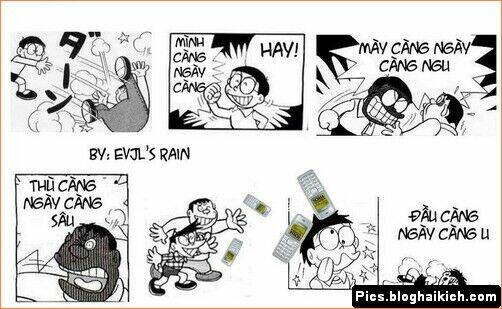 ダーン
MÌNH
CÀNG
NGÀY
CÀNG
HAY!
MÀY CÀNG NGÀY
CÀNG NGU
BY: EVJL'S RAIN
THÙ CÀNG
NGÀY CÀNG
SÂU
ĐẦU CÀNG
NGÀY CÀNG U
Pics.bloghaikich.com